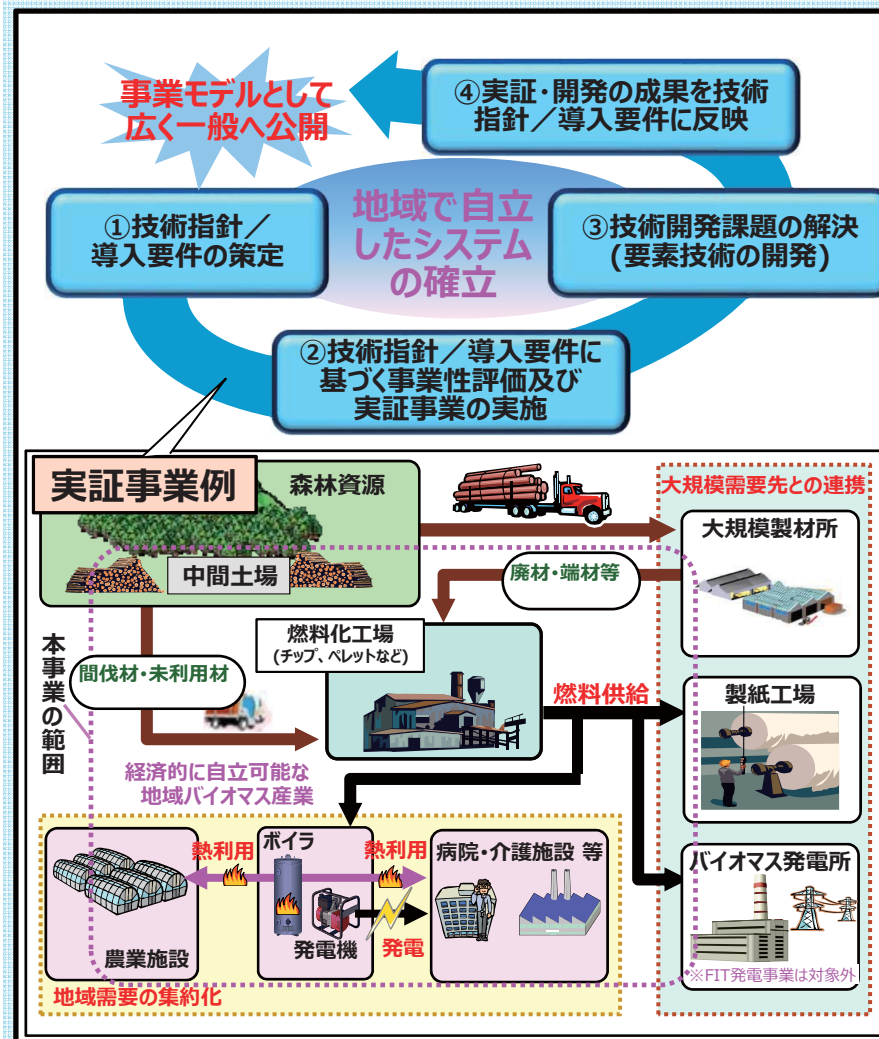 事業モデルとして
広く一般へ公開
④実証・開発の成果を技術
指針／導入要件に反映
①技術指針／
導入要件の策定
地域で自立
したシステム
の確立
③技術開発課題の解決
(要素技術の開発)
②技術指針／導入要件に
基づく事業性評価及び
実証事業の実施
実証事業例
森林資源
中間土場
大規模需要先との連携
大規模製材所
廃材・端材等
燃料化工場
(チップ、ペレットなど)
本事業の範囲
間伐材・未利用材
燃料供給
製紙工場
経済的に自立可能な
地域バイオマス産業
熱利用
ボイラ
熱利用
病院・介護施設 等
バイオマス発電所
農業施設
発電機
発電
※FIT発電事業は対象外
地域需要の集約化